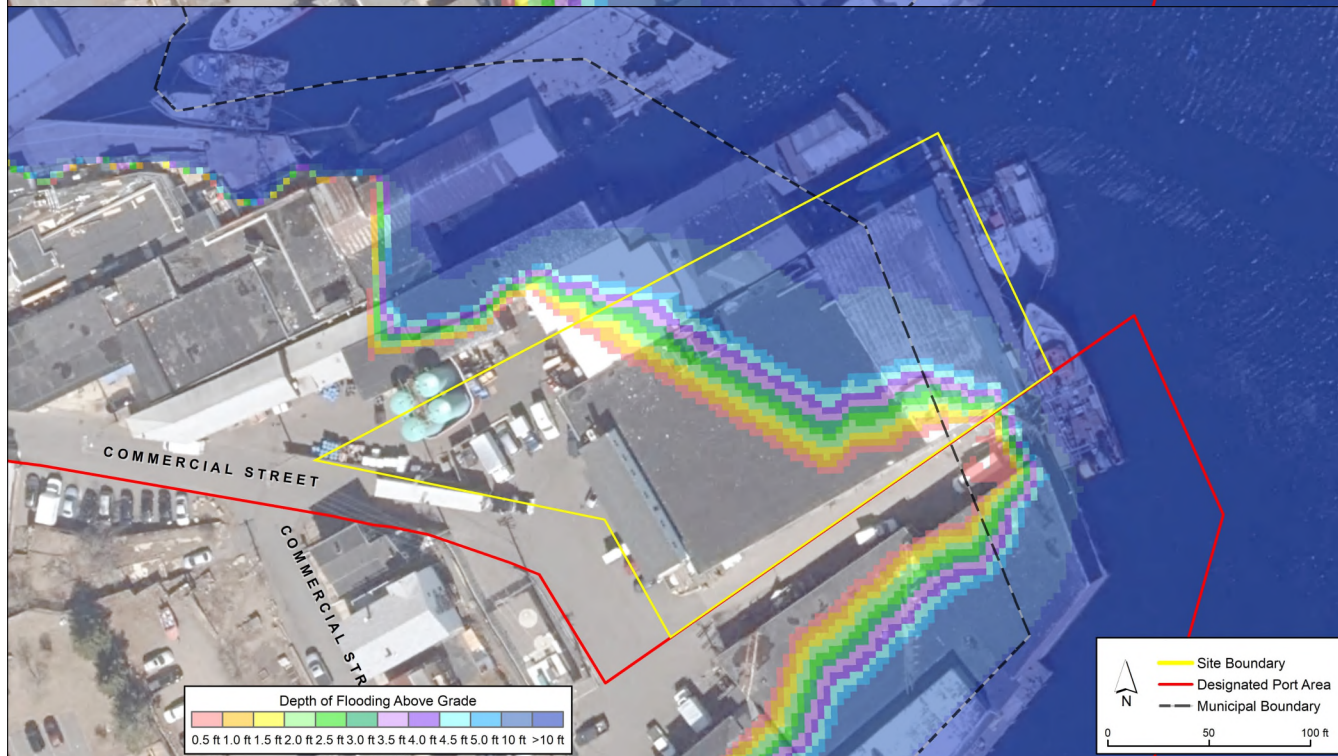 COMMERCIAL STREET
COMMERCIAL STR
Depth of Flooding Above Grade
0.5 ft 1.0 ft 1.5 ft 2.0 ft 2.5 ft 3.0 ft 3.5 ft 4.0 ft 4.5 ft 5.0 ft 10 ft >10 ft
Site Boundary
Designated Port Area
Municipal Boundary
N
0 50 100 ft